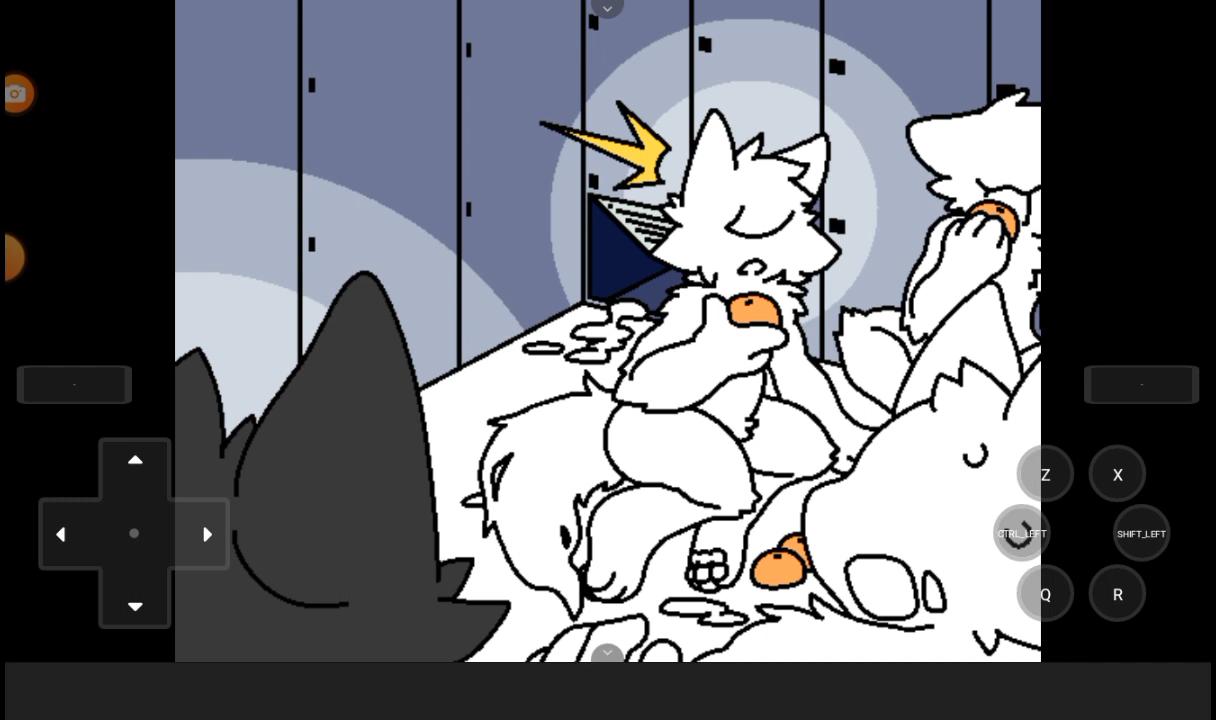 -
-
Z
X
CTRL_LEFT
SHIFT_LEFT
Q
R